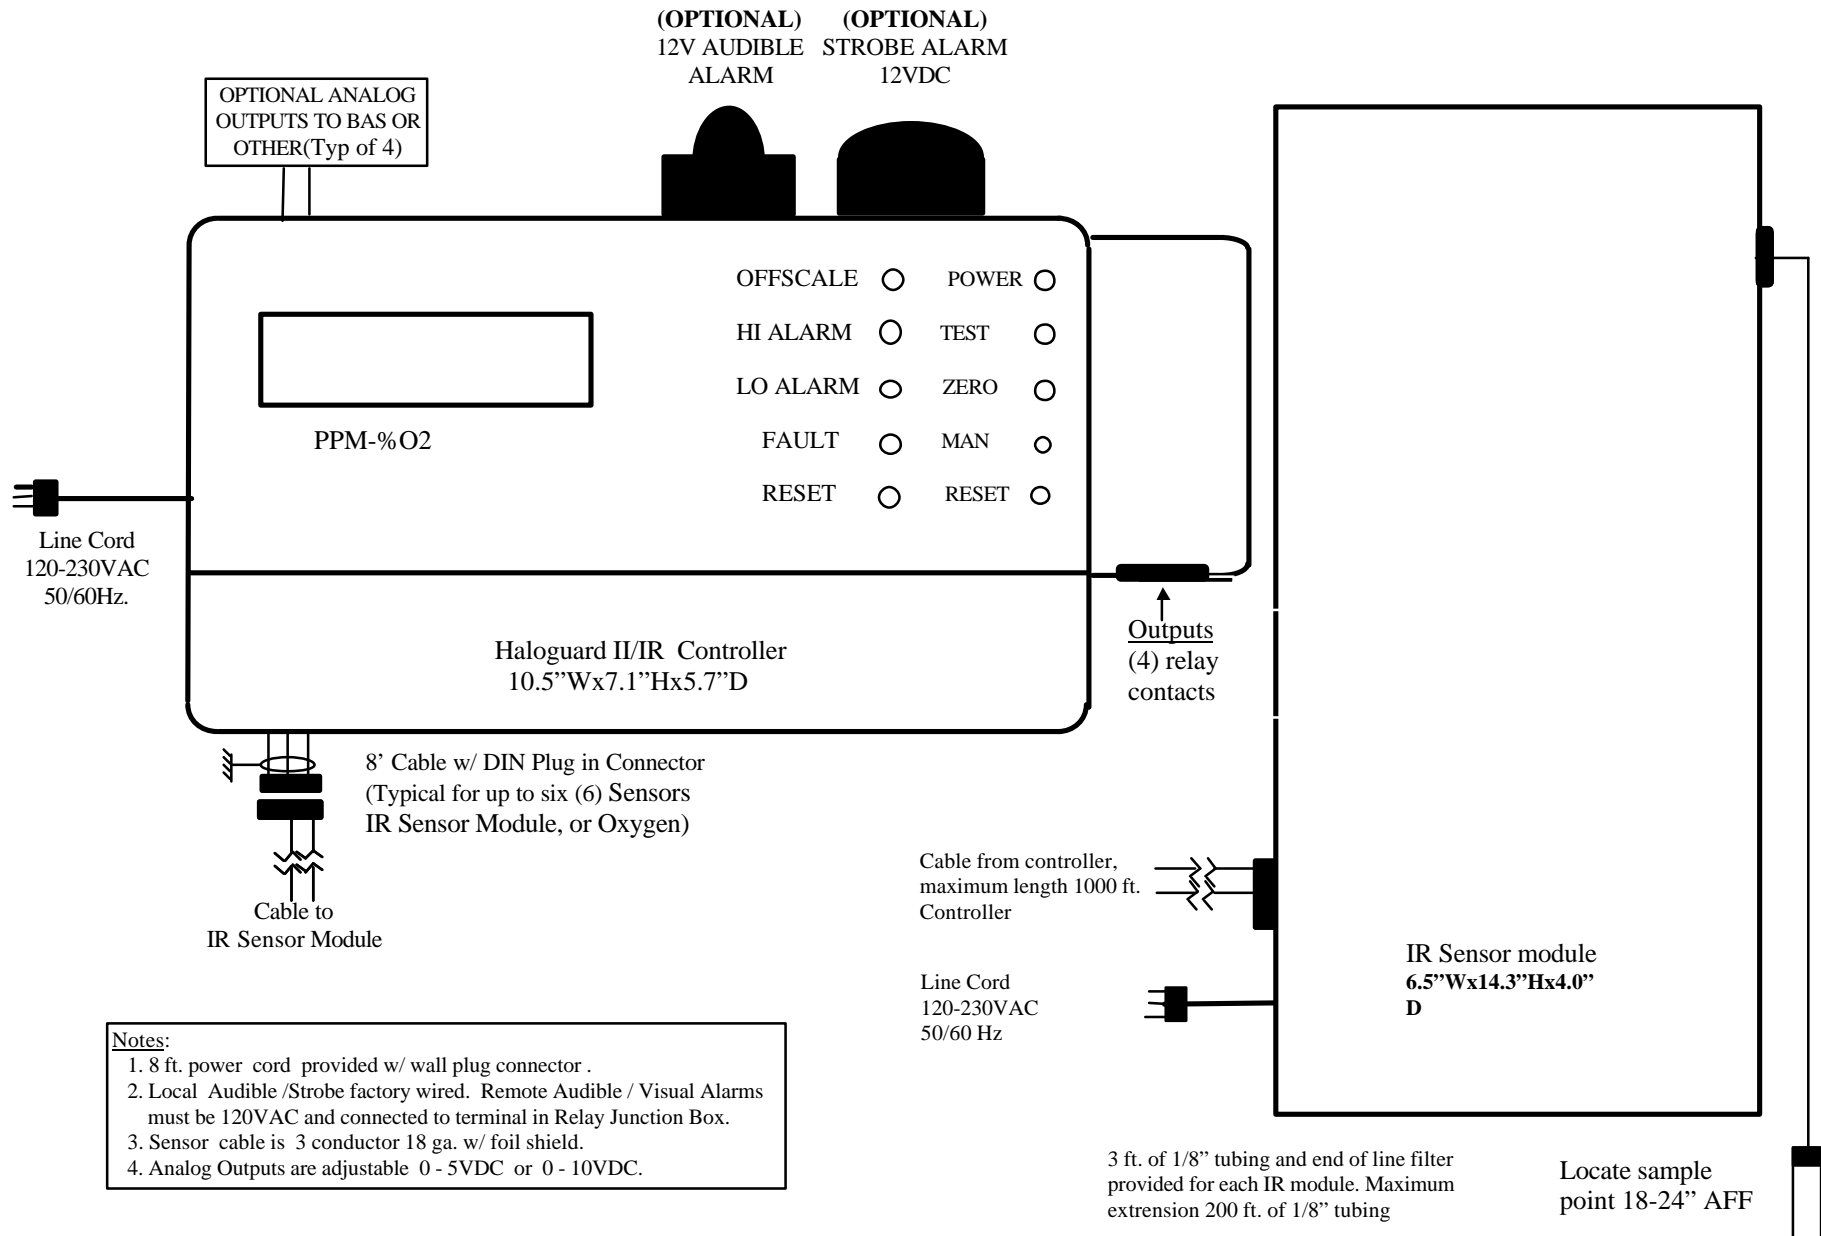 (OPTIONAL)
12V AUDIBLE
ALARM
(OPTIONAL)
STROBE ALARM
12VDC
OPTIONAL ANALOG
OUTPUTS TO BAS OR
OTHER(Typ of 4)
OFFSCALE
POWER
HI ALARM
TEST
LO ALARM
ZERO
FAULT
MAN
RESET
RESET
PPM-%O2
Line Cord
120-230VAC
50/60Hz.
Haloguard II/IR Controller
10.5”Wx7.1”Hx5.7”D
Outputs
(4) relay
contacts
8’ Cable w/ DIN Plug in Connector
(Typical for up to six (6) Sensors
IR Sensor Module, or Oxygen)
Cable to
IR Sensor Module
Cable from controller,
maximum length 1000 ft.
Controller
Line Cord
120-230VAC
50/60 Hz
IR Sensor module
6.5”Wx14.3”Hx4.0”
D
Notes:
1. 8 ft. power cord provided w/ wall plug connector .
2. Local Audible /Strobe factory wired. Remote Audible / Visual Alarms
must be 120VAC and connected to terminal in Relay Junction Box.
3. Sensor cable is 3 conductor 18 ga. w/ foil shield.
4. Analog Outputs are adjustable 0 - 5VDC or 0 - 10VDC.
3 ft. of 1/8” tubing and end of line filter
provided for each IR module. Maximum
extrension 200 ft. of 1/8” tubing
Locate sample
point 18-24” AFF